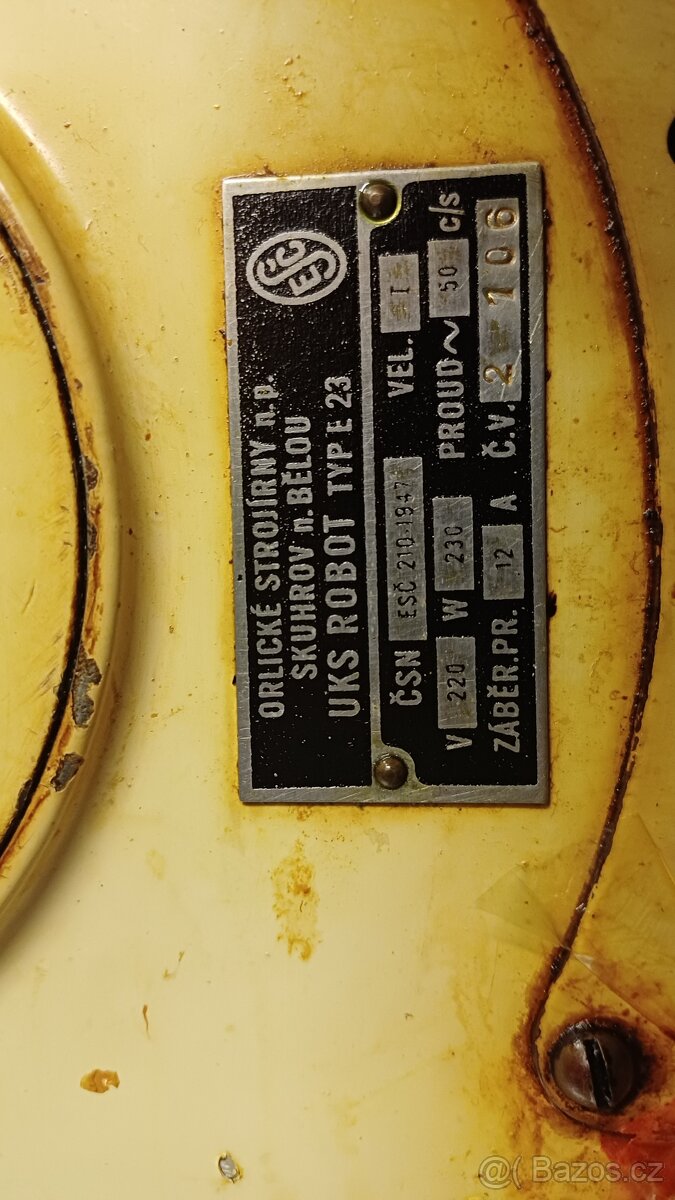 ORLICKÉ STROJÍRNY n.p.
SKUHROV n. BĚLOU
UKS ROBOT TYP E 23
ESČ
ČSN ESČ 210-1947 VEL. I
V 220 W 230 PROUD ~ 50 c/s
ZÁBĚR.PR. 12 A Č.V. 2 106
@( Bazos.cz